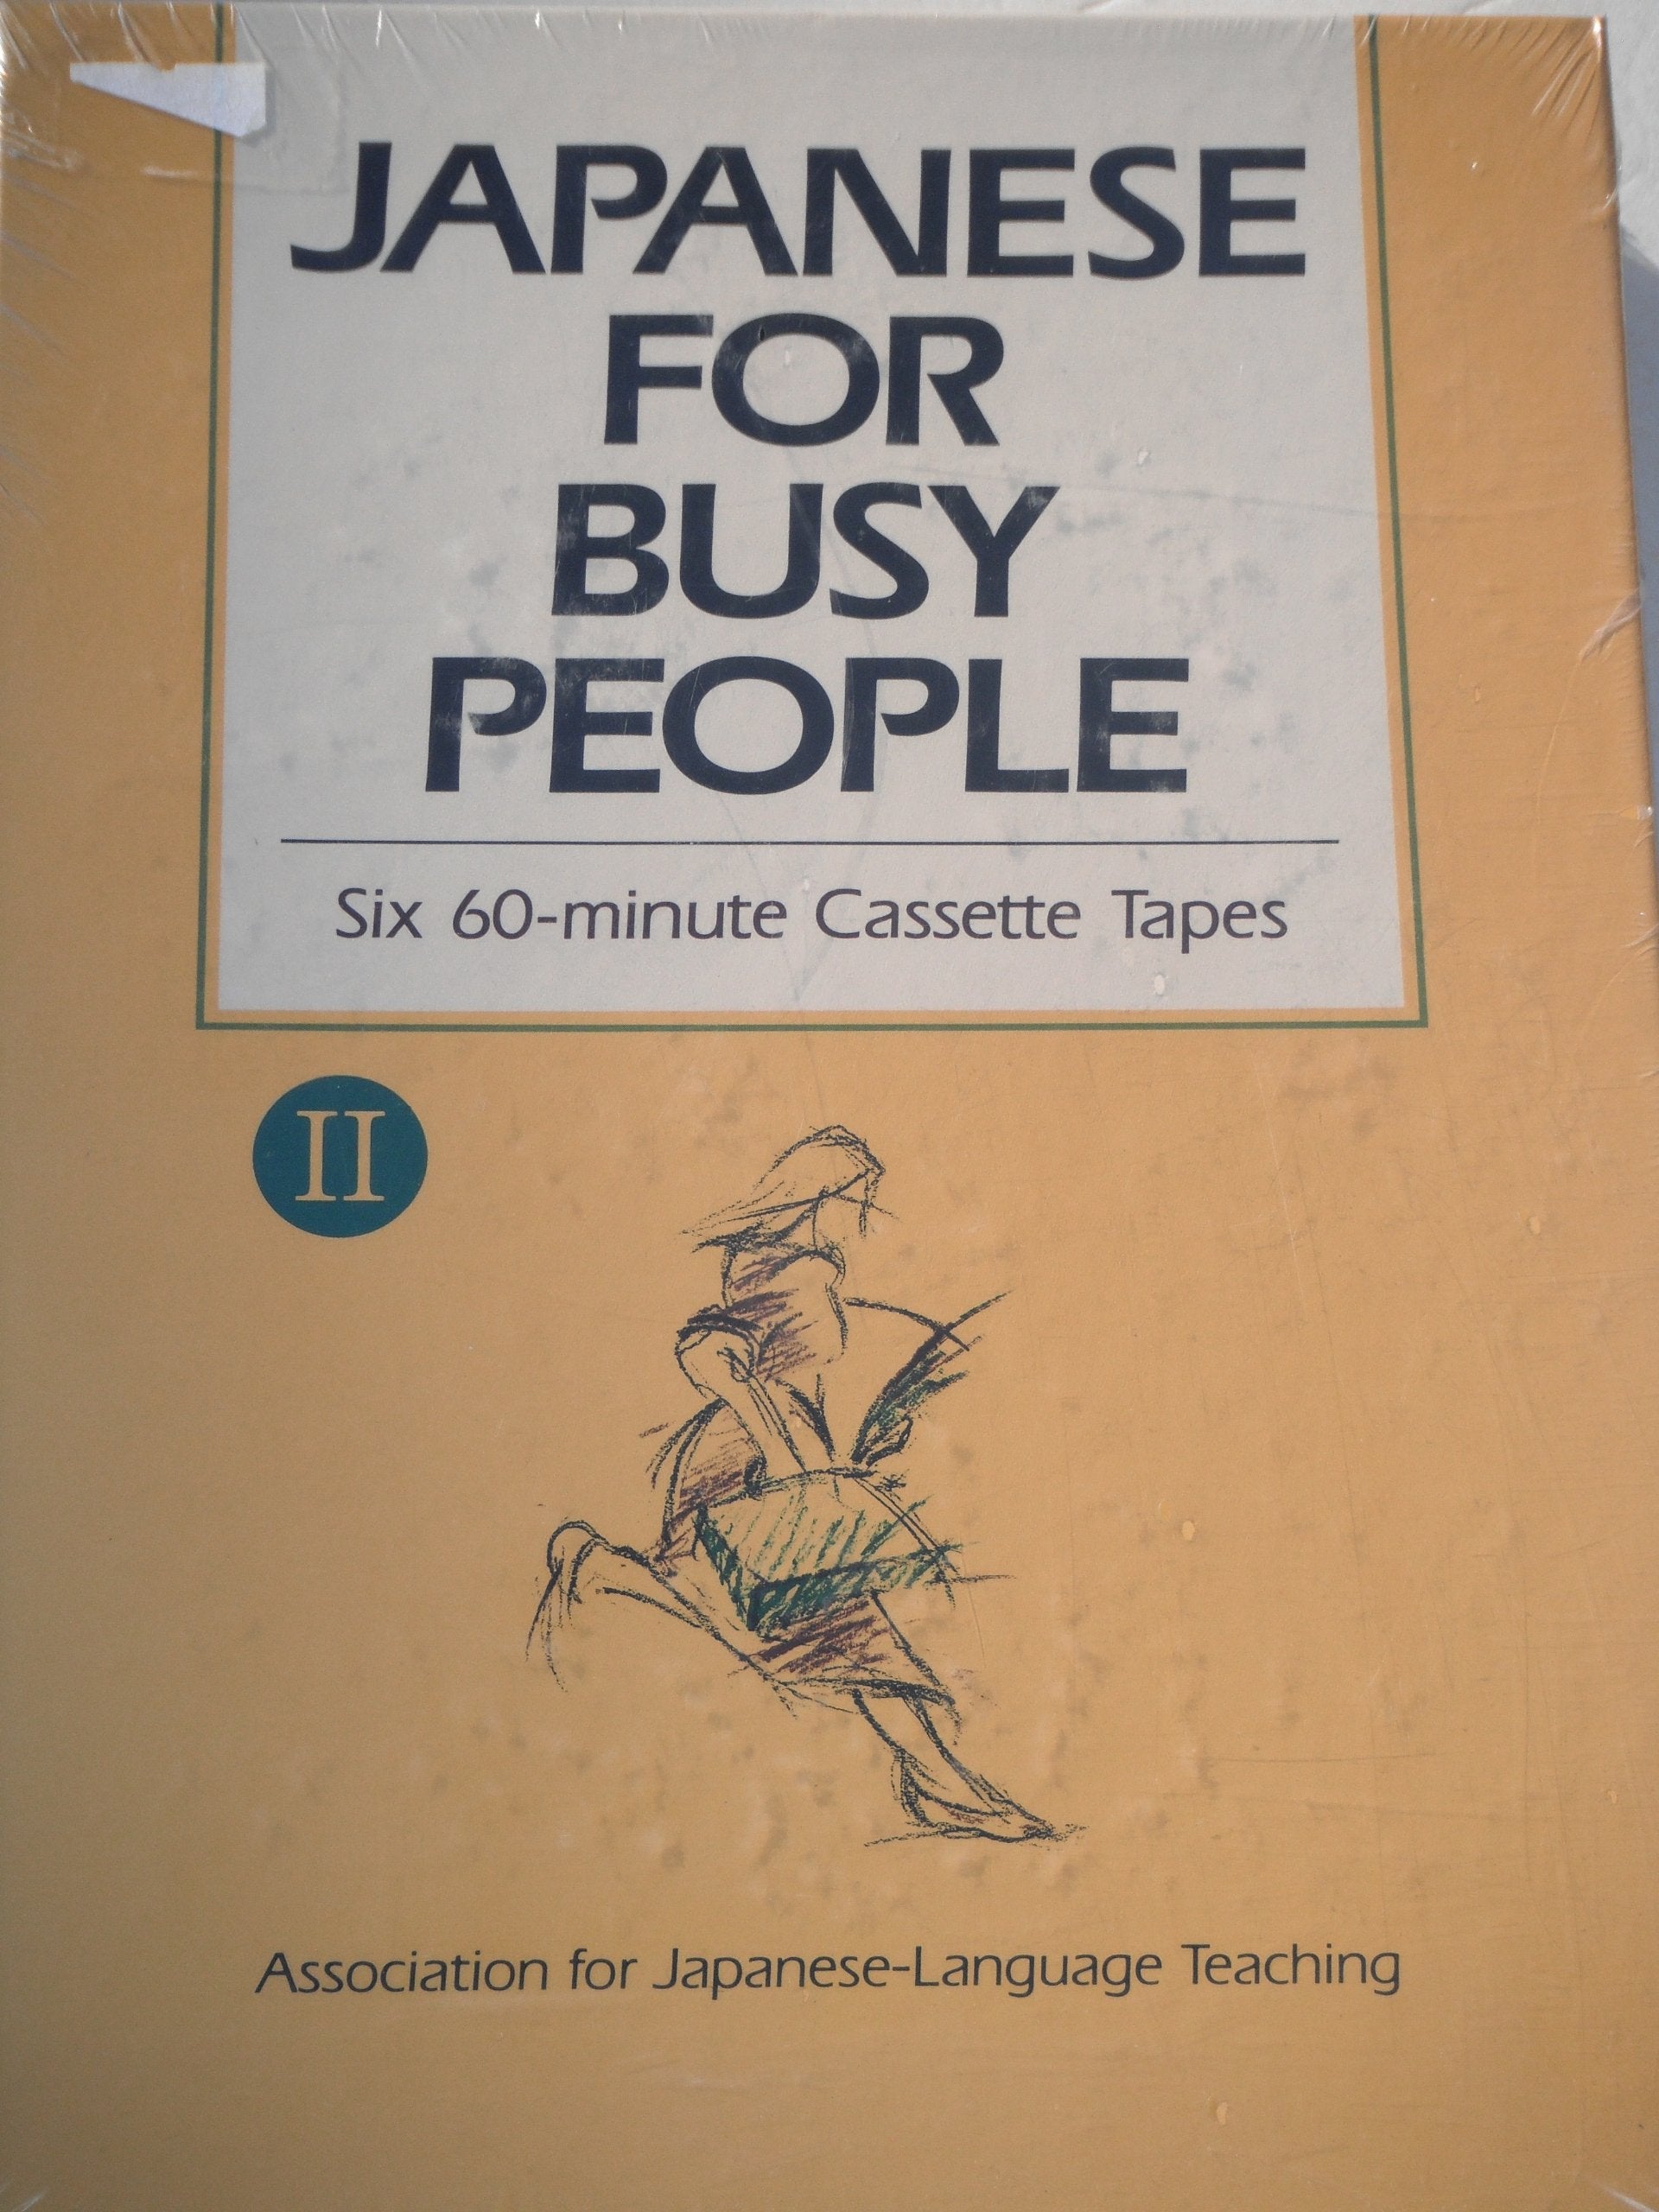 JAPANESE
FOR
BUSY
PEOPLE
Six 60-minute Cassette Tapes
II
Association for Japanese-Language Teaching